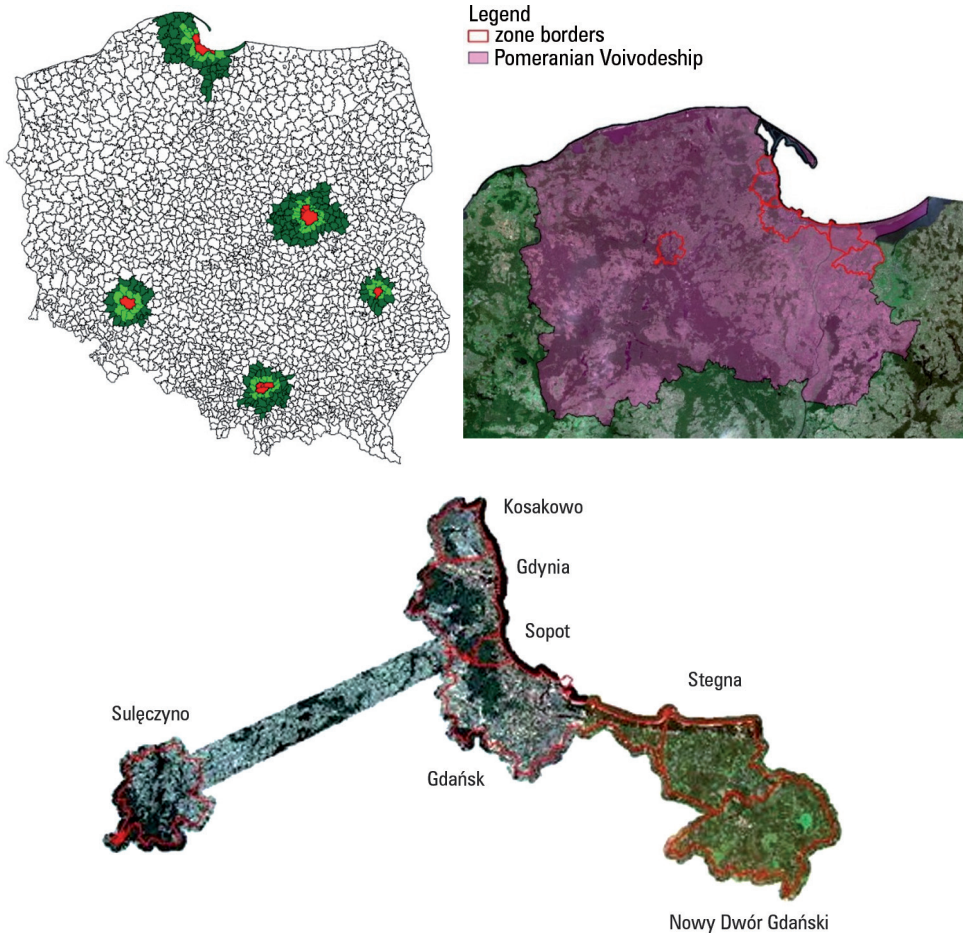 Legend
zone borders
Pomeranian Voivodeship
Kosakowo
Gdynia
Sopot
Stegna
Sulęczyno
Gdańsk
Nowy Dwór Gdański